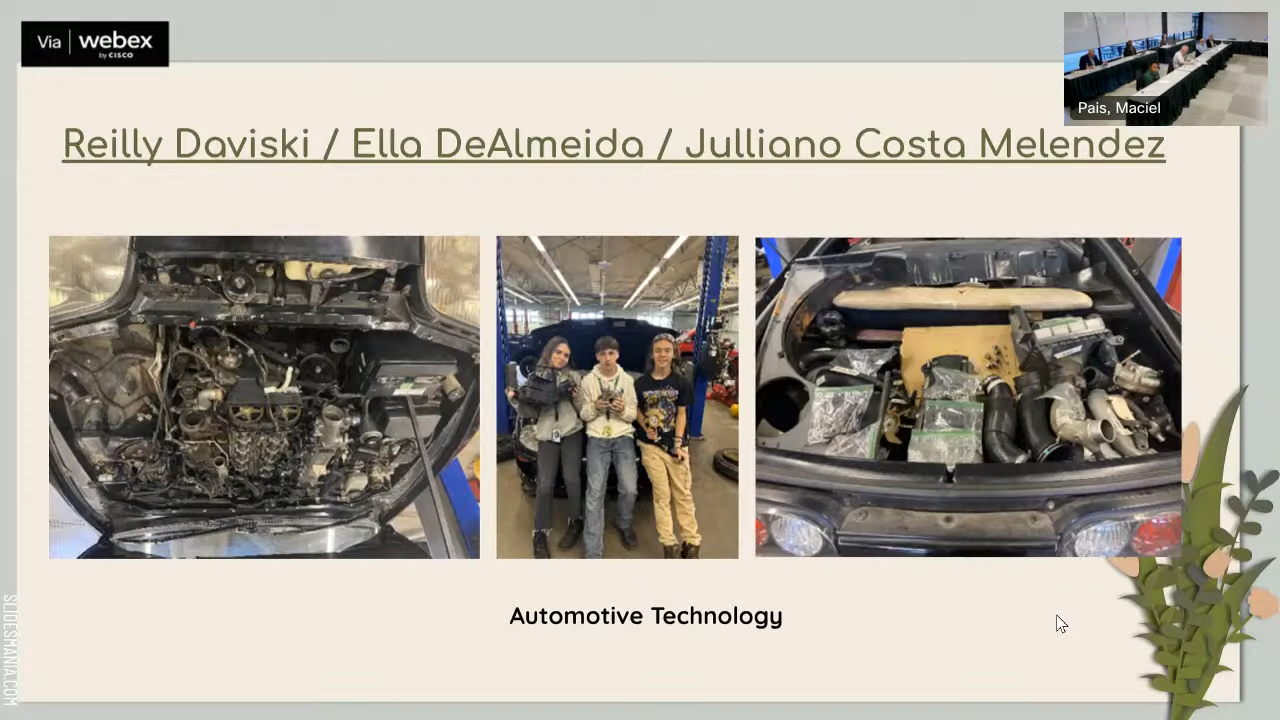 Via webex
by CISCO
Pais, Maciel
Reilly Daviski / Ella DeAlmeida / Julliano Costa Melendez
Automotive Technology
SLIDESMANIA.COM